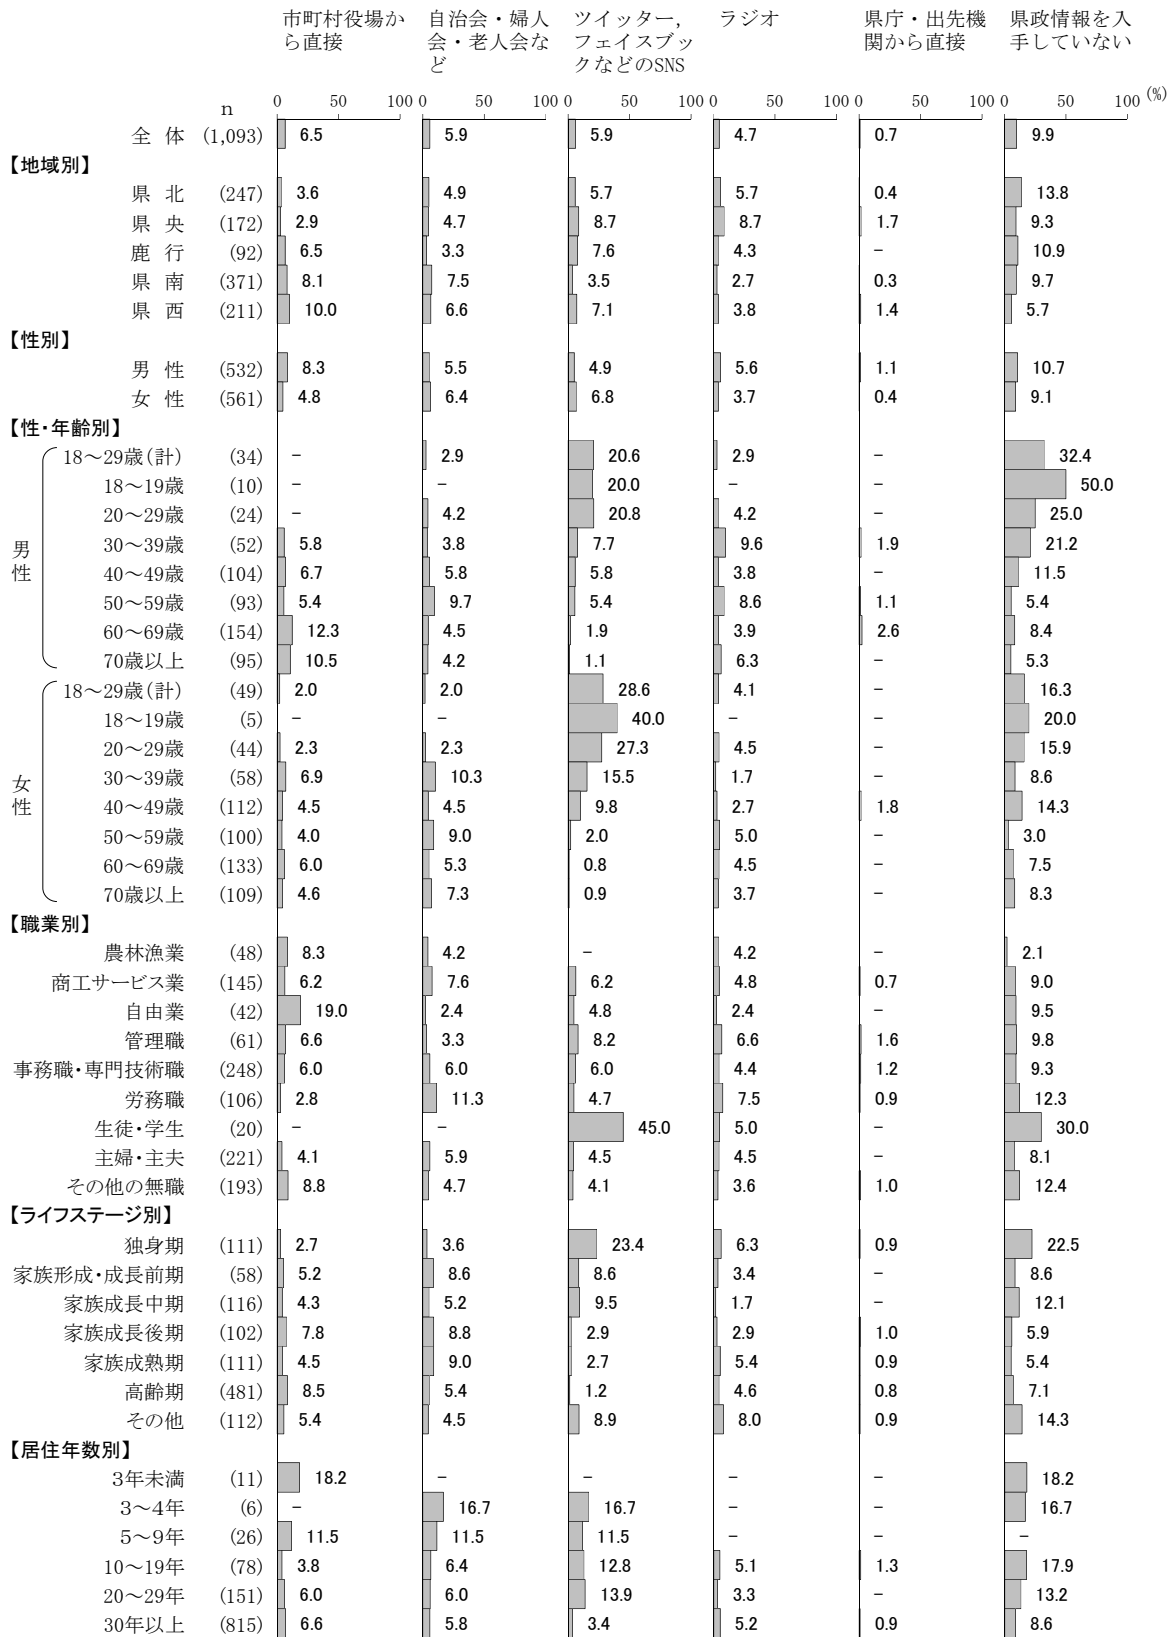 市町村役場か
ら直接
自治会・婦人
会・老人会な
ど
ツイッター，
フェイスブッ
クなどのSNS
ラジオ
県庁・出先機
関から直接
県政情報を入
手していない
n 0 50 100 0 50 100 0 50 100 0 50 100 0 50 100 0 50 100 (%)
全 体 (1,093) 6.5 5.9 5.9 4.7 0.7 9.9
【地域別】
県 北 (247) 3.6 4.9 5.7 5.7 0.4 13.8
県 央 (172) 2.9 4.7 8.7 8.7 1.7 9.3
鹿 行 (92) 6.5 3.3 7.6 4.3 - 10.9
県 南 (371) 8.1 7.5 3.5 2.7 0.3 9.7
県 西 (211) 10.0 6.6 7.1 3.8 1.4 5.7
【性別】
男 性 (532) 8.3 5.5 4.9 5.6 1.1 10.7
女 性 (561) 4.8 6.4 6.8 3.7 0.4 9.1
【性・年齢別】
男性
18～29歳(計) (34) - 2.9 20.6 2.9 - 32.4
18～19歳 (10) - - 20.0 - - 50.0
20～29歳 (24) - 4.2 20.8 4.2 - 25.0
30～39歳 (52) 5.8 3.8 7.7 9.6 1.9 21.2
40～49歳 (104) 6.7 5.8 5.8 3.8 - 11.5
50～59歳 (93) 5.4 9.7 5.4 8.6 1.1 5.4
60～69歳 (154) 12.3 4.5 1.9 3.9 2.6 8.4
70歳以上 (95) 10.5 4.2 1.1 6.3 - 5.3
女性
18～29歳(計) (49) 2.0 2.0 28.6 4.1 - 16.3
18～19歳 (5) - - 40.0 - - 20.0
20～29歳 (44) 2.3 2.3 27.3 4.5 - 15.9
30～39歳 (58) 6.9 10.3 15.5 1.7 - 8.6
40～49歳 (112) 4.5 4.5 9.8 2.7 1.8 14.3
50～59歳 (100) 4.0 9.0 2.0 5.0 - 3.0
60～69歳 (133) 6.0 5.3 0.8 4.5 - 7.5
70歳以上 (109) 4.6 7.3 0.9 3.7 - 8.3
【職業別】
農林漁業 (48) 8.3 4.2 - 4.2 - 2.1
商工サービス業 (145) 6.2 7.6 6.2 4.8 0.7 9.0
自由業 (42) 19.0 2.4 4.8 2.4 - 9.5
管理職 (61) 6.6 3.3 8.2 6.6 1.6 9.8
事務職・専門技術職 (248) 6.0 6.0 6.0 4.4 1.2 9.3
労務職 (106) 2.8 11.3 4.7 7.5 0.9 12.3
生徒・学生 (20) - - 45.0 5.0 - 30.0
主婦・主夫 (221) 4.1 5.9 4.5 4.5 - 8.1
その他の無職 (193) 8.8 4.7 4.1 3.6 1.0 12.4
【ライフステージ別】
独身期 (111) 2.7 3.6 23.4 6.3 0.9 22.5
家族形成・成長前期 (58) 5.2 8.6 8.6 3.4 - 8.6
家族成長中期 (116) 4.3 5.2 9.5 1.7 - 12.1
家族成長後期 (102) 7.8 8.8 2.9 2.9 1.0 5.9
家族成熟期 (111) 4.5 9.0 2.7 5.4 0.9 5.4
高齢期 (481) 8.5 5.4 1.2 4.6 0.8 7.1
その他 (112) 5.4 4.5 8.9 8.0 0.9 14.3
【居住年数別】
3年未満 (11) 18.2 - - - - 18.2
3～4年 (6) - 16.7 16.7 - - 16.7
5～9年 (26) 11.5 11.5 11.5 - - -
10～19年 (78) 3.8 6.4 12.8 5.1 1.3 17.9
20～29年 (151) 6.0 6.0 13.9 3.3 - 13.2
30年以上 (815) 6.6 5.8 3.4 5.2 0.9 8.6